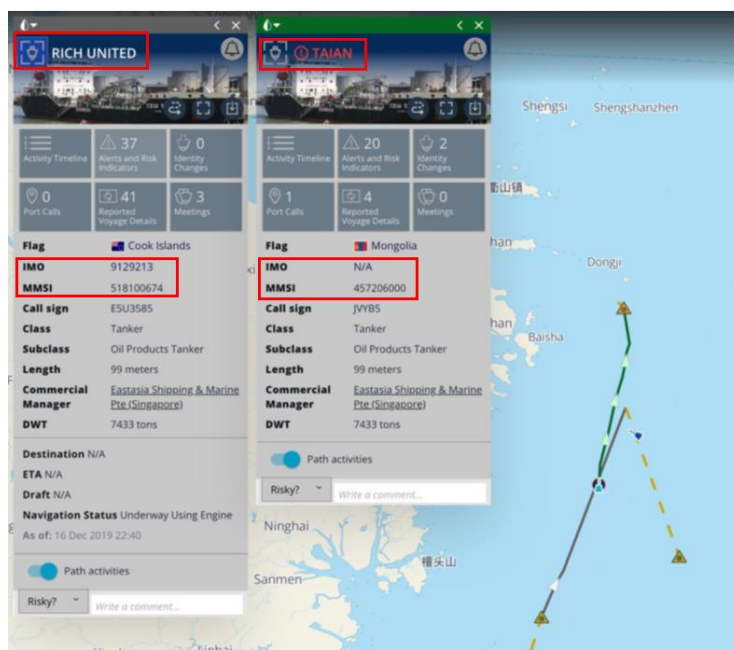 RICH UNITED
Activity Timeline
37
Alerts and Risk Indicators
0
Identity Changes
0
Port Calls
41
Reported Voyage Details
3
Meetings
Flag Cook Islands
IMO 9129213
MMSI 518100674
Call sign E5U3585
Class Tanker
Subclass Oil Products Tanker
Length 99 meters
Commercial Eastasia Shipping & Marine
Manager Pte (Singapore)
DWT 7433 tons
Destination N/A
ETA N/A
Draft N/A
Navigation Status Underway Using Engine
As of: 16 Dec 2019 22:40
Path activities
Risky?
Write a comment...
TAIAN
Activity Timeline
20
Alerts and Risk Indicators
2
Identity Changes
1
Port Calls
4
Reported Voyage Details
0
Meetings
Flag Mongolia
IMO N/A
MMSI 457206000
Call sign JVYB5
Class Tanker
Subclass Oil Products Tanker
Length 99 meters
Commercial Eastasia Shipping & Marine
Manager Pte (Singapore)
DWT 7433 tons
Path activities
Risky?
Write a comment...
Shengsi
Shengshanzhen
山镇
han
Dongji
han
Baisha
Ninghai
檀头山
Sanmen